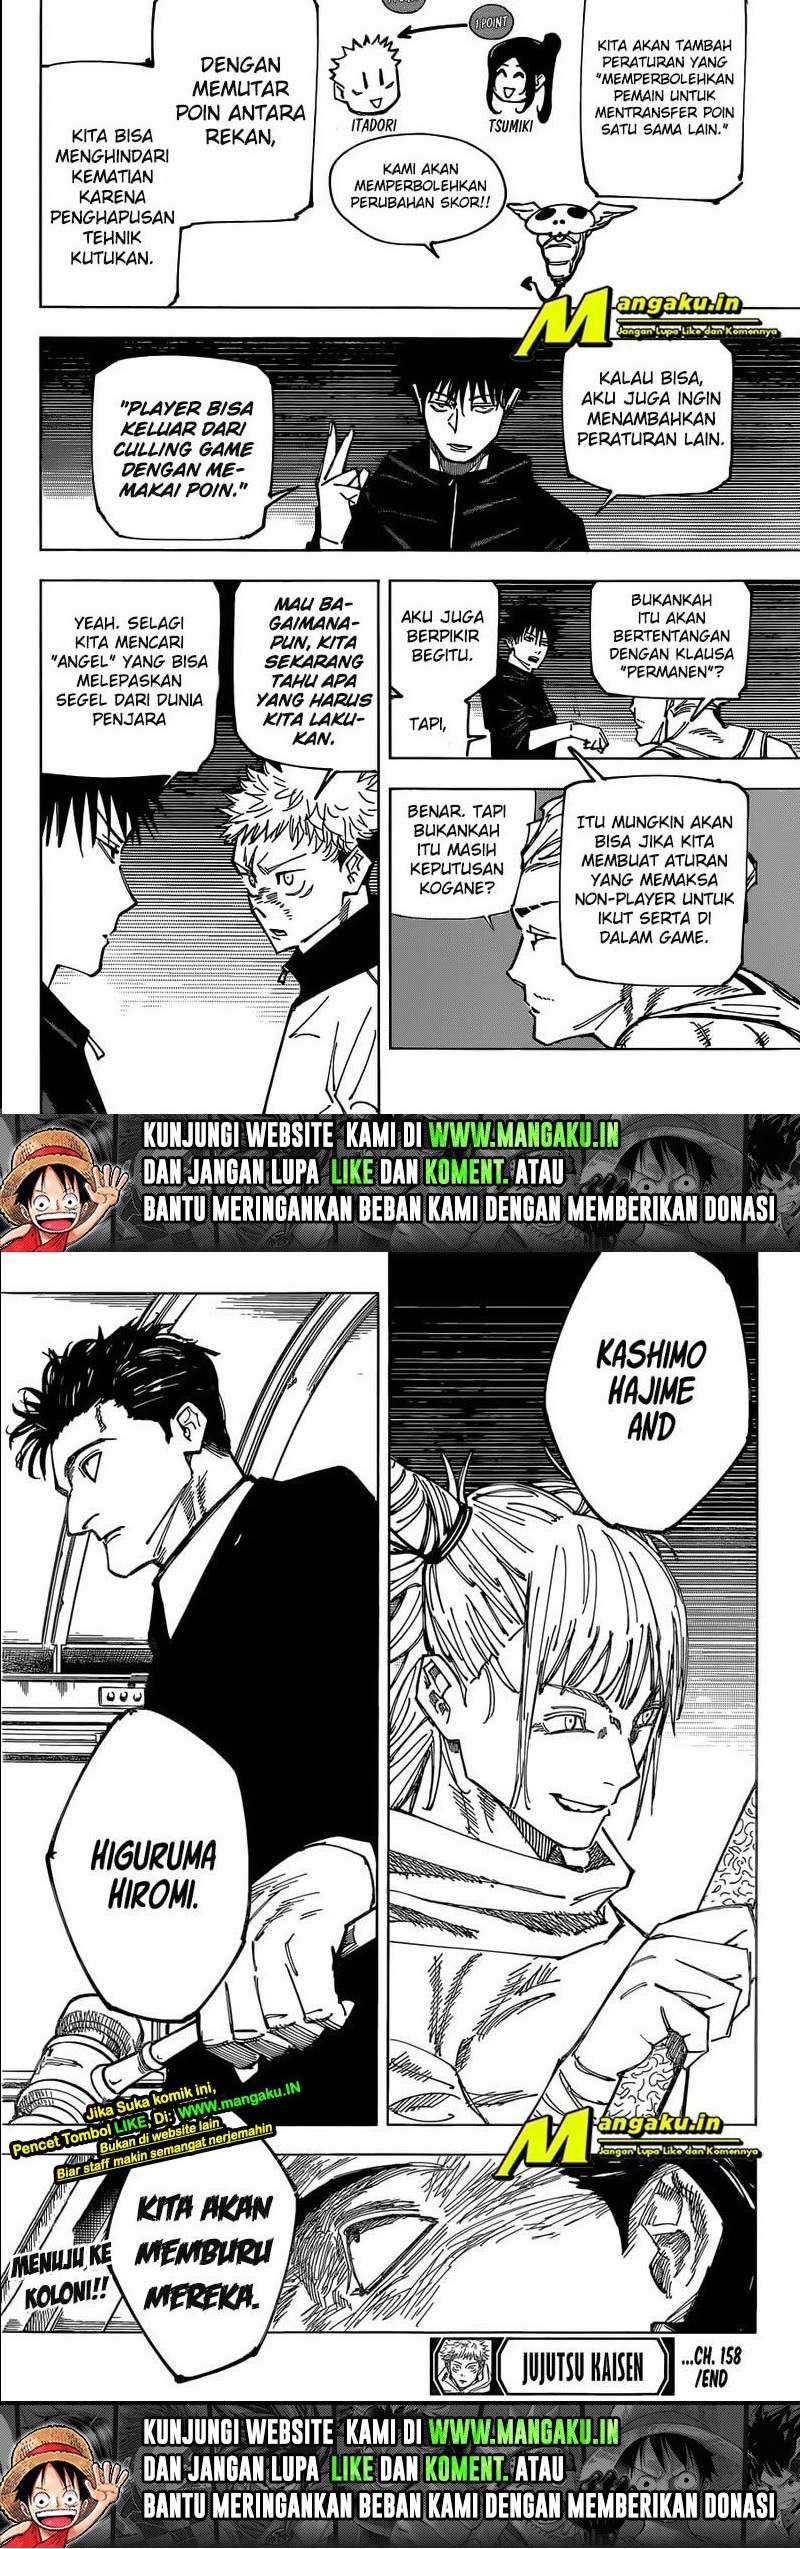 1 POINT
KITA AKAN TAMBAH
PERATURAN YANG
"MEMPERBOLEHKAN
PEMAIN UNTUK
MENTRANSFER POIN
SATU SAMA LAIN."
ITADORI
TSUMIKI
KAMI AKAN
MEMPERBOLEHKAN
PERUBAHAN SKOR!!
DENGAN
MEMUTAR
POIN ANTARA
REKAN,
KITA BISA
MENGHINDARI
KEMATIAN
KARENA
PENGHAPUSAN
TEHNIK
KUTUKAN.
Mangaku.in
Jangan Lupa Like dan Komennya
KALAU BISA,
AKU JUGA INGIN
MENAMBAHKAN
PERATURAN LAIN.
"PLAYER BISA
KELUAR DARI
CULLING GAME
DENGAN ME-
MAKAI POIN."
BUKANKAH
ITU AKAN
BERTENTANGAN
DENGAN KLAUSA
"PERMANEN"?
AKU JUGA
BERPIKIR
BEGITU.
TAPI,
ITU MUNGKIN AKAN
BISA JIKA KITA
MEMBUAT ATURAN
YANG MEMAKSA
NON-PLAYER UNTUK
IKUT SERTA DI
DALAM GAME.
BENAR. TAPI
BUKANKAH
ITU MASIH
KEPUTUSAN
KOGANE?
MAU BA-
GAIMANA-
PUN, KITA
SEKARANG
TAHU APA
YANG HARUS
KITA LAKU-
KAN.
YEAH. SELAGI
KITA MENCARI
"ANGEL" YANG BISA
MELEPASKAN
SEGEL DARI DUNIA
PENJARA
KUNJUNGI WEBSITE KAMI DI WWW.MANGAKU.IN
DAN JANGAN LUPA LIKE DAN KOMENT. ATAU
BANTU MERINGANKAN BEBAN KAMI DENGAN MEMBERIKAN DONASI
KASHIMO
HAJIME
AND
HIGURUMA
HIROMI.
Jika Suka komik ini,
Pencet Tombol LIKE, Di: WWW.mangaku.IN
Bukan di website lain
Biar staff makin semangat nerjemahin
Mangaku.in
Jangan Lupa Like dan Komennya
KITA AKAN
MEMBURU
MEREKA.
MENUJU KE
KOLONI!!
JUJUTSU KAISEN
...CH. 158
/END
KUNJUNGI WEBSITE KAMI DI WWW.MANGAKU.IN
DAN JANGAN LUPA LIKE DAN KOMENT. ATAU
BANTU MERINGANKAN BEBAN KAMI DENGAN MEMBERIKAN DONASI